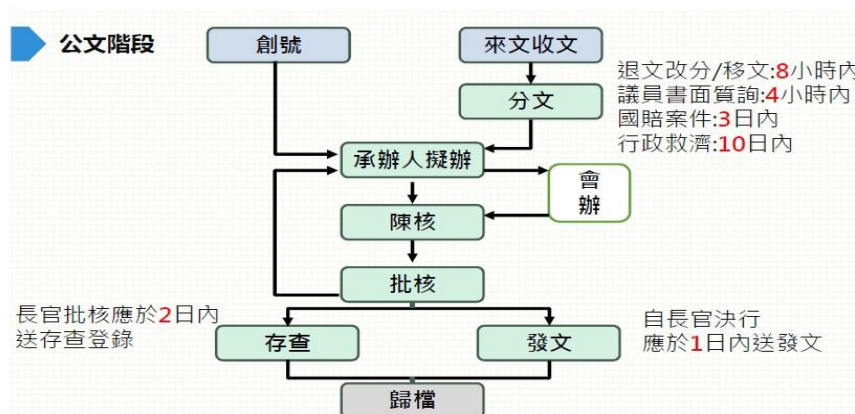 公文階段
創號
來文收文
分文
退文改分/移文:8小時內
議員書面質詢:4小時內
國賠案件:3日內
行政救濟:10日內
承辦人擬辦
會
辦
陳核
批核
長官批核應於2日內
送存查登錄
存查
發文
自長官決行
應於1日內送發文
歸檔